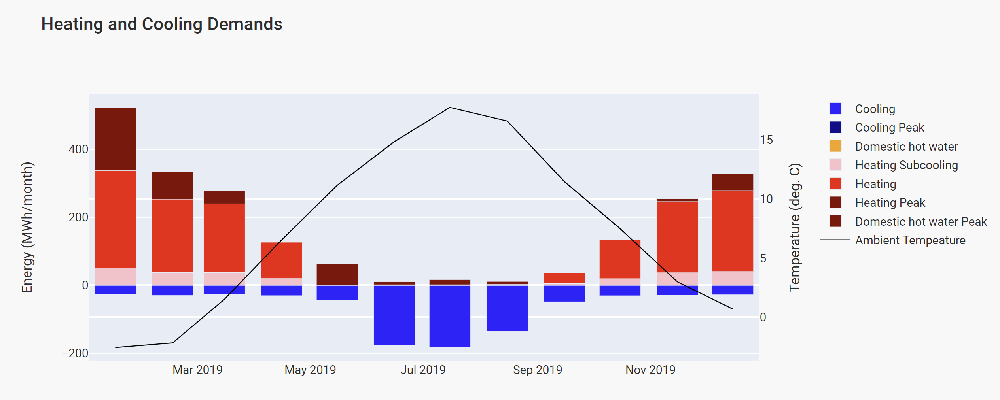 Heating and Cooling Demands
Energy (MWh/month)
400
200
0
−200
Mar 2019
May 2019
Jul 2019
Sep 2019
Nov 2019
15
10
5
0
Temperature (deg. C)
Cooling
Cooling Peak
Domestic hot water
Heating Subcooling
Heating
Heating Peak
Domestic hot water Peak
Ambient Tempeature